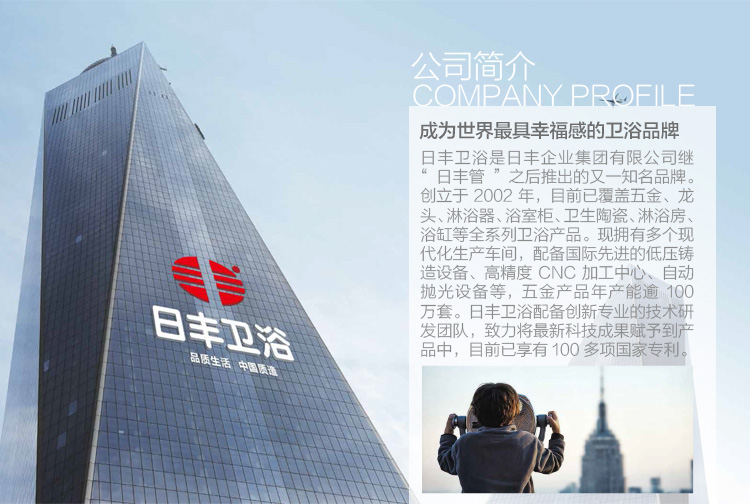 公司简介
COMPANY PROFILE
成为世界最具幸福感的卫浴品牌
日丰卫浴是日丰企业集团有限公司继
“日丰管 ”之后推出的又一知名品牌。
创立于 2002 年，目前已覆盖五金、龙
头、淋浴器、浴室柜、卫生陶瓷、淋浴房、
浴缸等全系列卫浴产品。现拥有多个现
代化生产车间，配备国际先进的低压铸
造设备、高精度 CNC 加工中心、自动
抛光设备等，五金产品年产能逾 100
万套。日丰卫浴配备创新专业的技术研
发团队，致力将最新科技成果赋予到产
品中，目前已享有 100 多项国家专利。
日丰卫浴
品质生活 中国质造